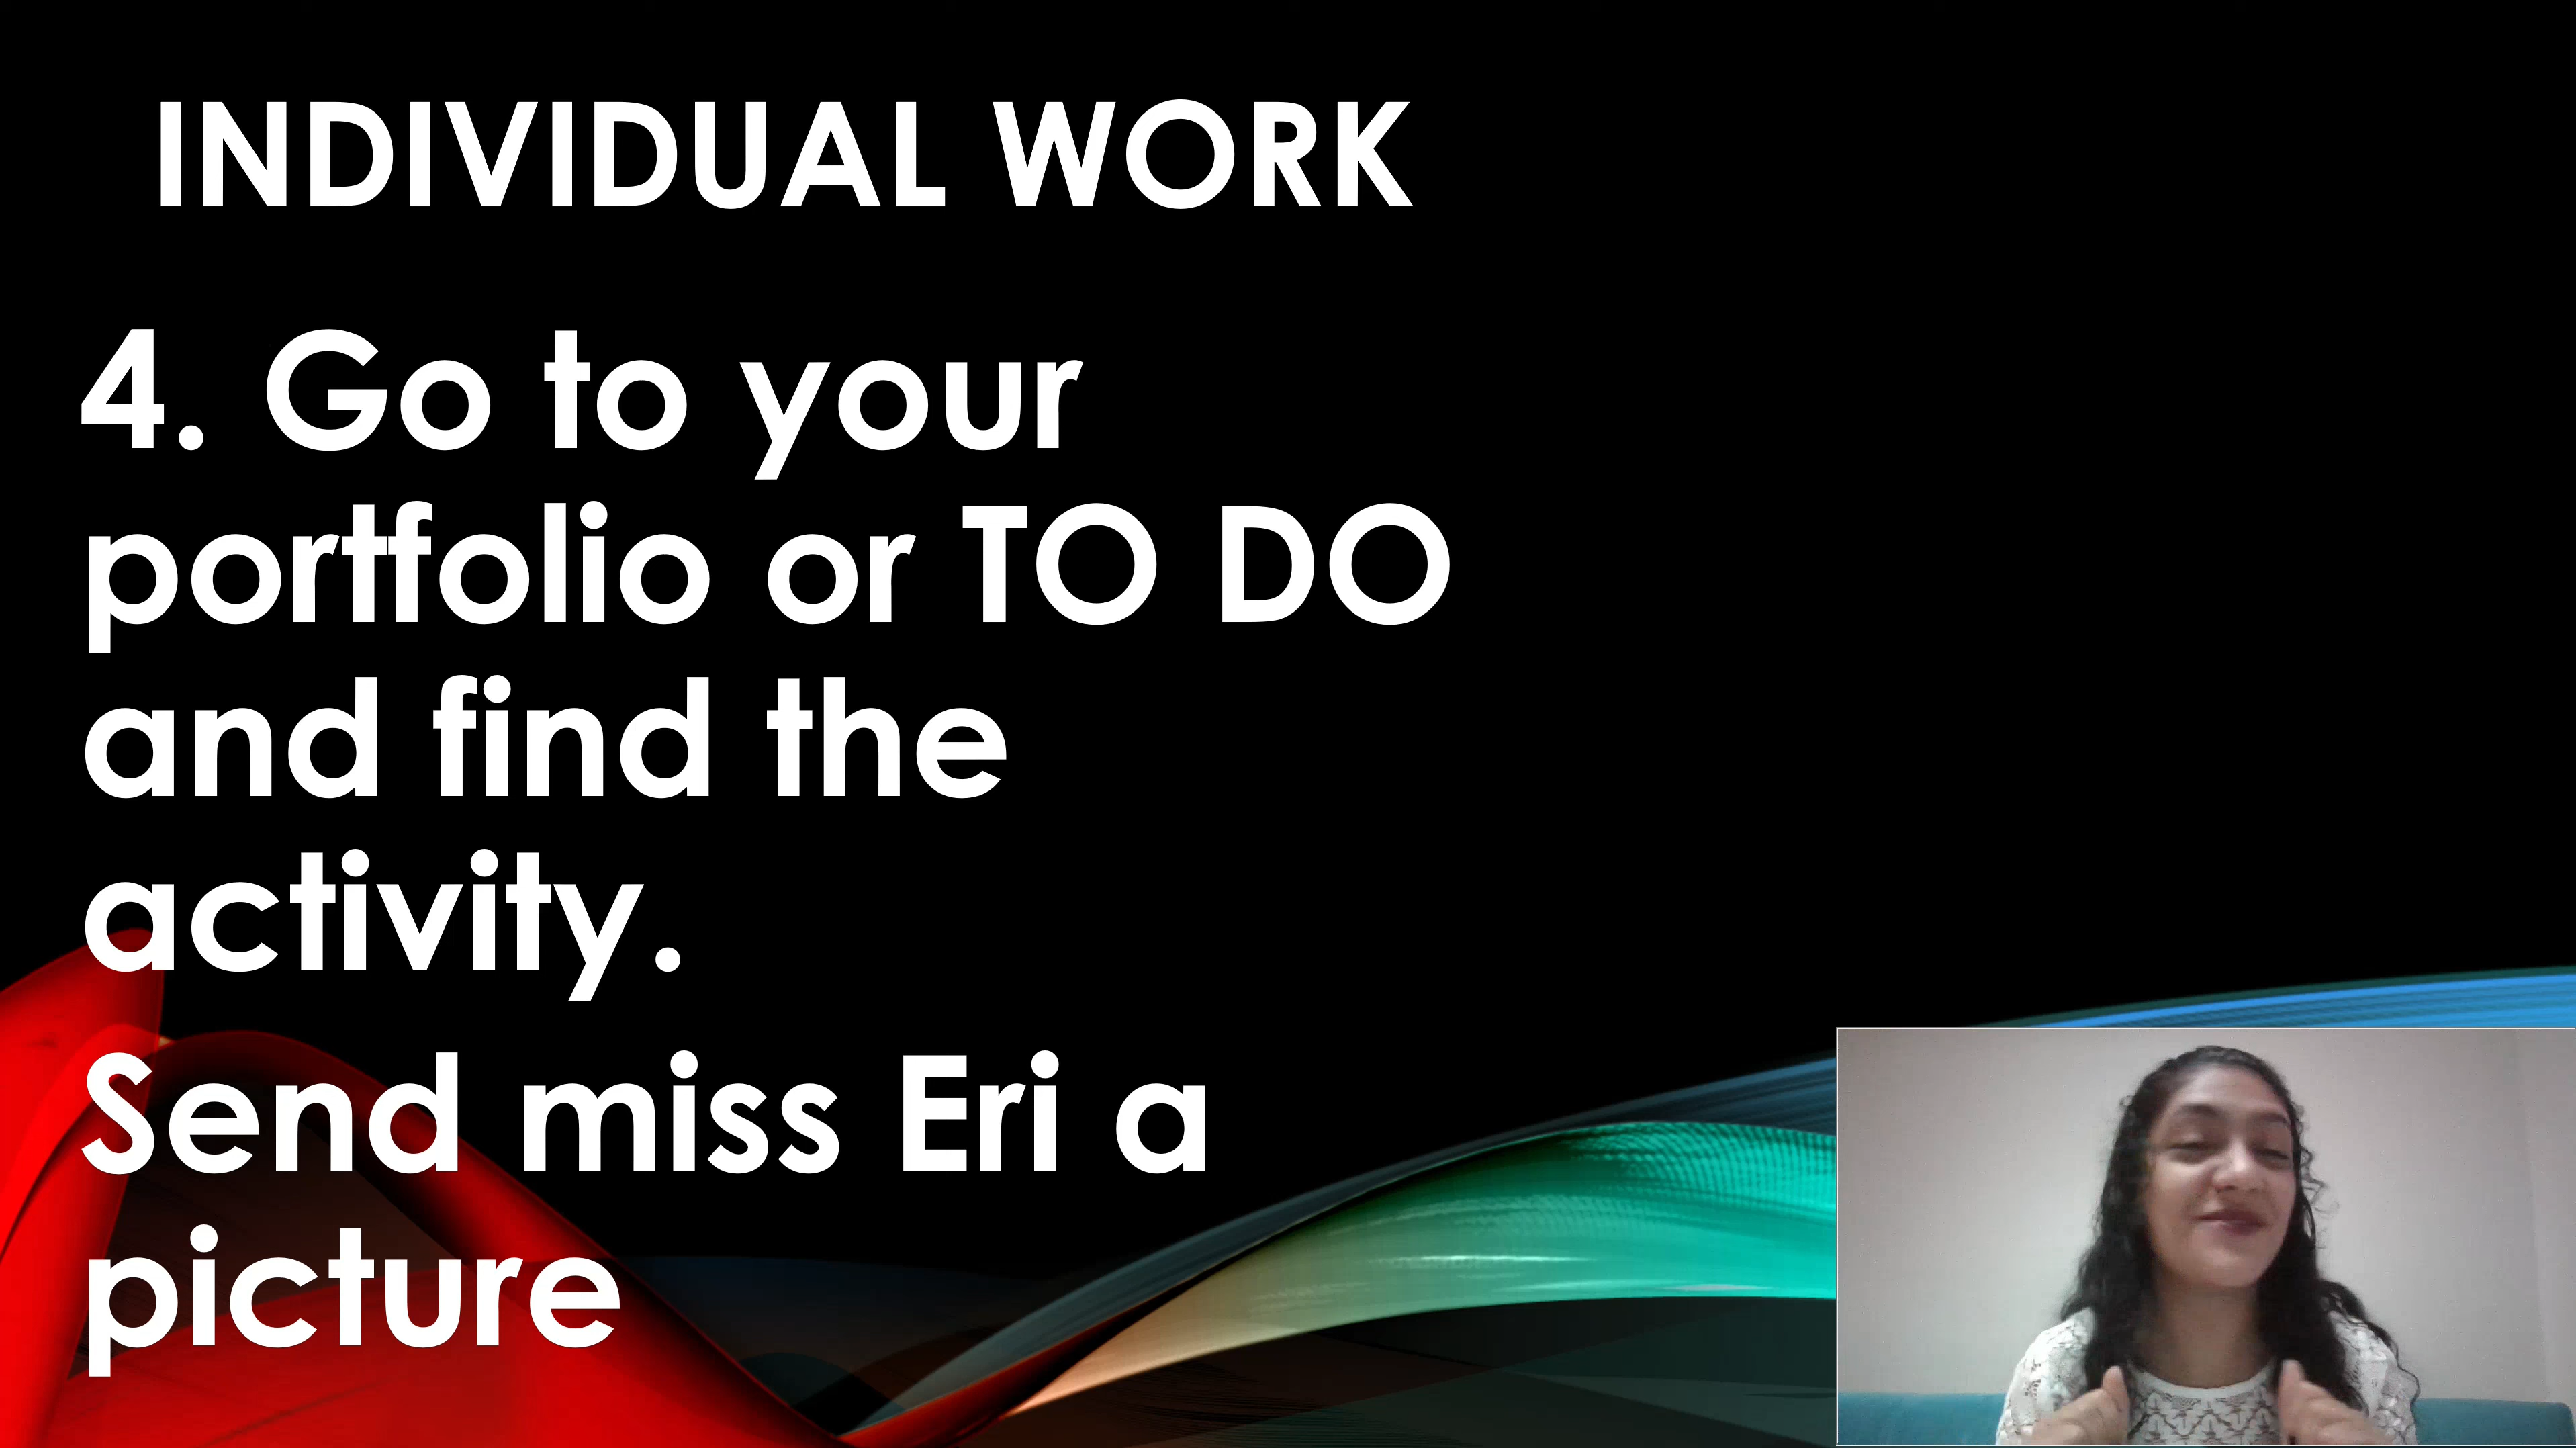 INDIVIDUAL WORK
4. Go to your
portfolio or TO DO
and find the
activity.
Send miss Eri a
picture